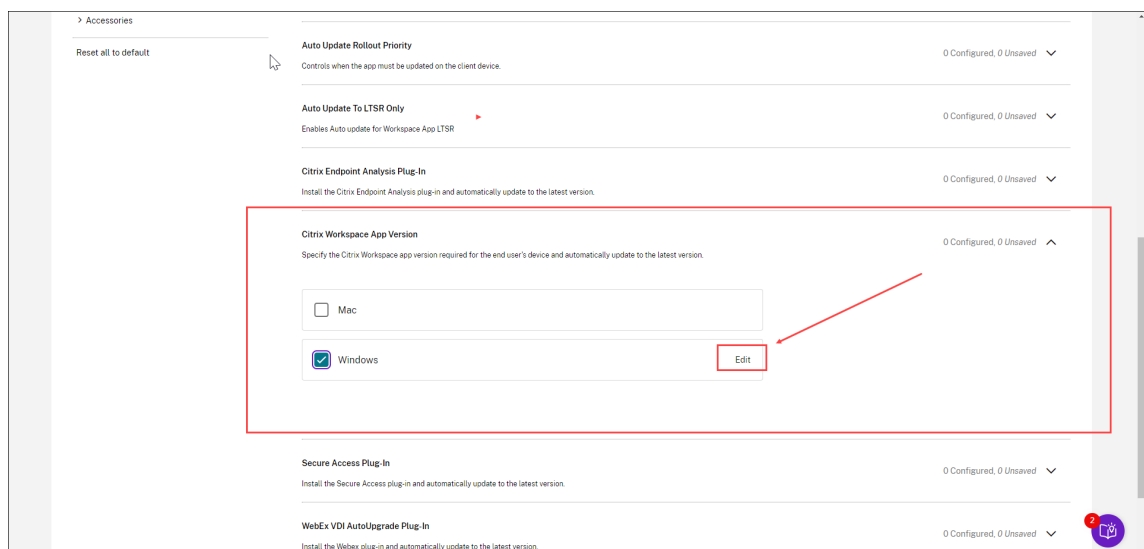 > Accessories
Reset all to default
Auto Update Rollout Priority
Controls when the app must be updated on the client device.
0 Configured, 0 Unsaved
Auto Update To LTSR Only
Enables Auto update for Workspace App LTSR
0 Configured, 0 Unsaved
Citrix Endpoint Analysis Plug-In
Install the Citrix Endpoint Analysis plug-in and automatically update to the latest version.
0 Configured, 0 Unsaved
Citrix Workspace App Version
Specify the Citrix Workspace app version required for the end user's device and automatically update to the latest version.
0 Configured, 0 Unsaved
Mac
Windows
Edit
Secure Access Plug-In
Install the Secure Access plug-in and automatically update to the latest version.
0 Configured, 0 Unsaved
WebEx VDI AutoUpgrade Plug-In
Install the Webex plug-in and automatically update to the latest version.
0 Configured, 0 Unsaved
2